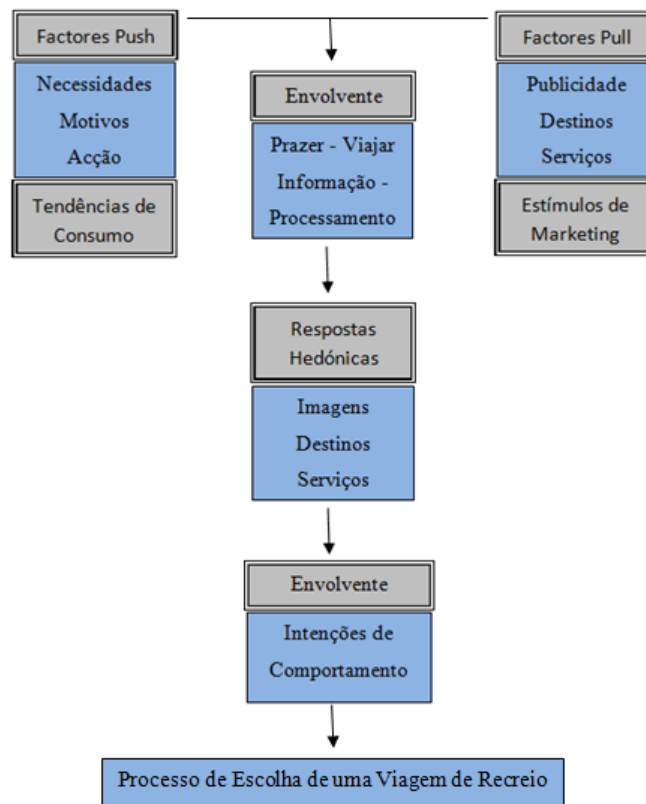 Factores Push
Necessidades
Motivos
Acção
Tendências de
Consumo
Factores Pull
Publicidade
Destinos
Serviços
Estímulos de
Marketing
Envolvente
Prazer - Viajar
Informação -
Processamento
Respostas
Hedónicas
Imagens
Destinos
Serviços
Envolvente
Intenções de
Comportamento
Processo de Escolha de uma Viagem de Recreio